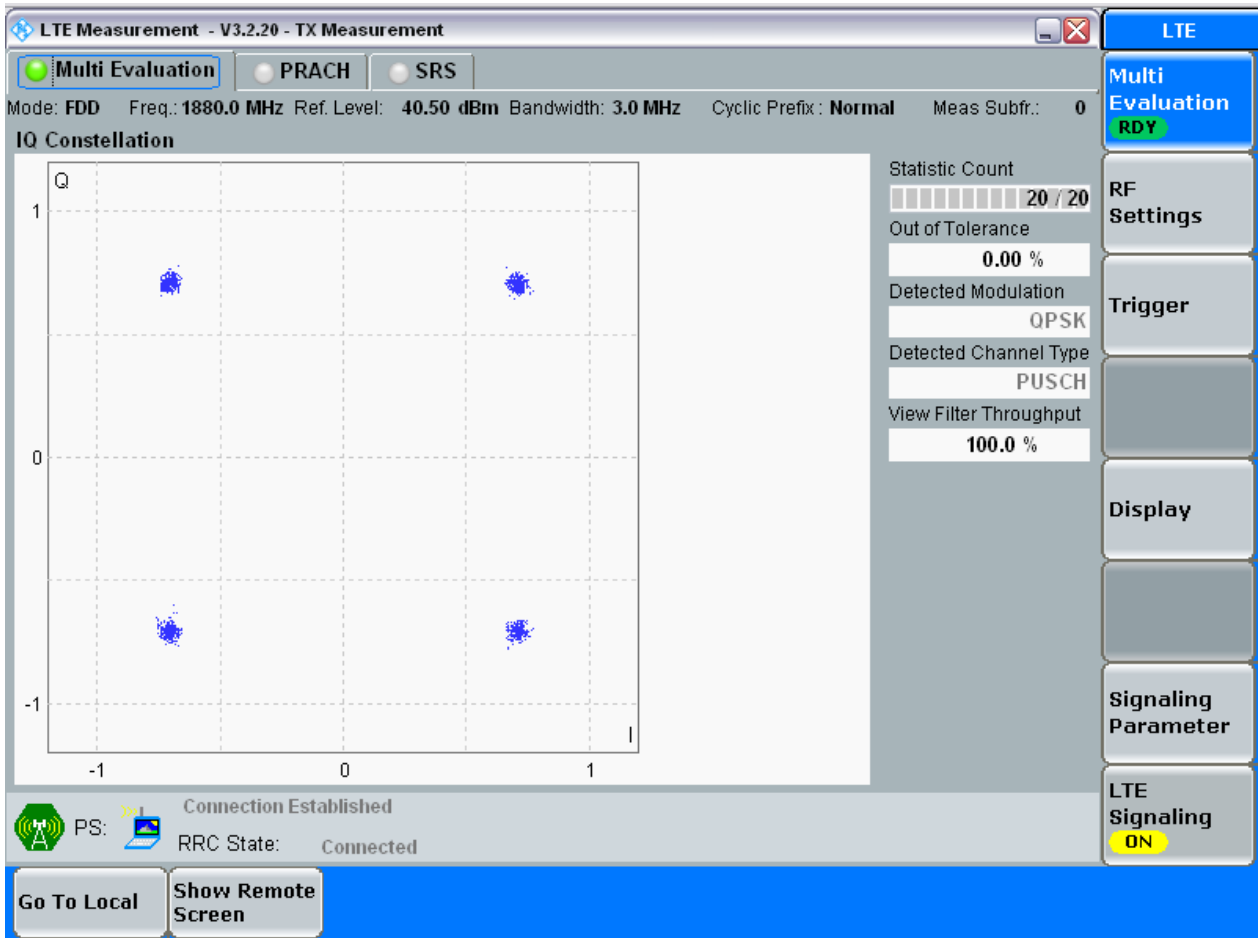 LTE Measurement - V3.2.20 - TX Measurement
LTE
Multi Evaluation PRACH SRS
Mode: FDD Freq.: 1880.0 MHz Ref. Level: 40.50 dBm Bandwidth: 3.0 MHz Cyclic Prefix : Normal Meas Subfr.: 0
IQ Constellation
Q
1
0
-1
I
-1 0 1
Statistic Count
20 / 20
Out of Tolerance
0.00 %
Detected Modulation
QPSK
Detected Channel Type
PUSCH
View Filter Throughput
100.0 %
Multi
Evaluation
RDY
RF
Settings
Trigger
Display
Signaling
Parameter
LTE
Signaling
ON
PS:
Connection Established
RRC State: Connected
Go To Local
Show Remote
Screen